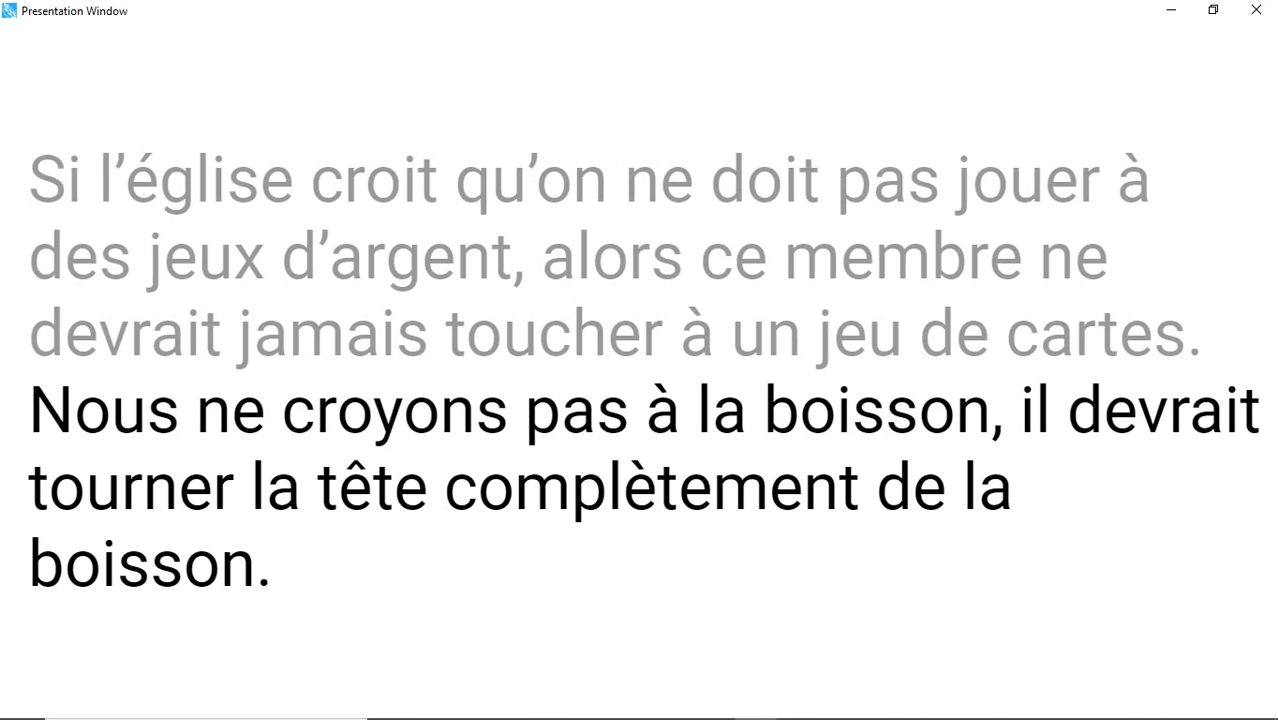 Presentation Window
Si l’église croit qu’on ne doit pas jouer à
des jeux d’argent, alors ce membre ne
devrait jamais toucher à un jeu de cartes.
Nous ne croyons pas à la boisson, il devrait
tourner la tête complètement de la
boisson.